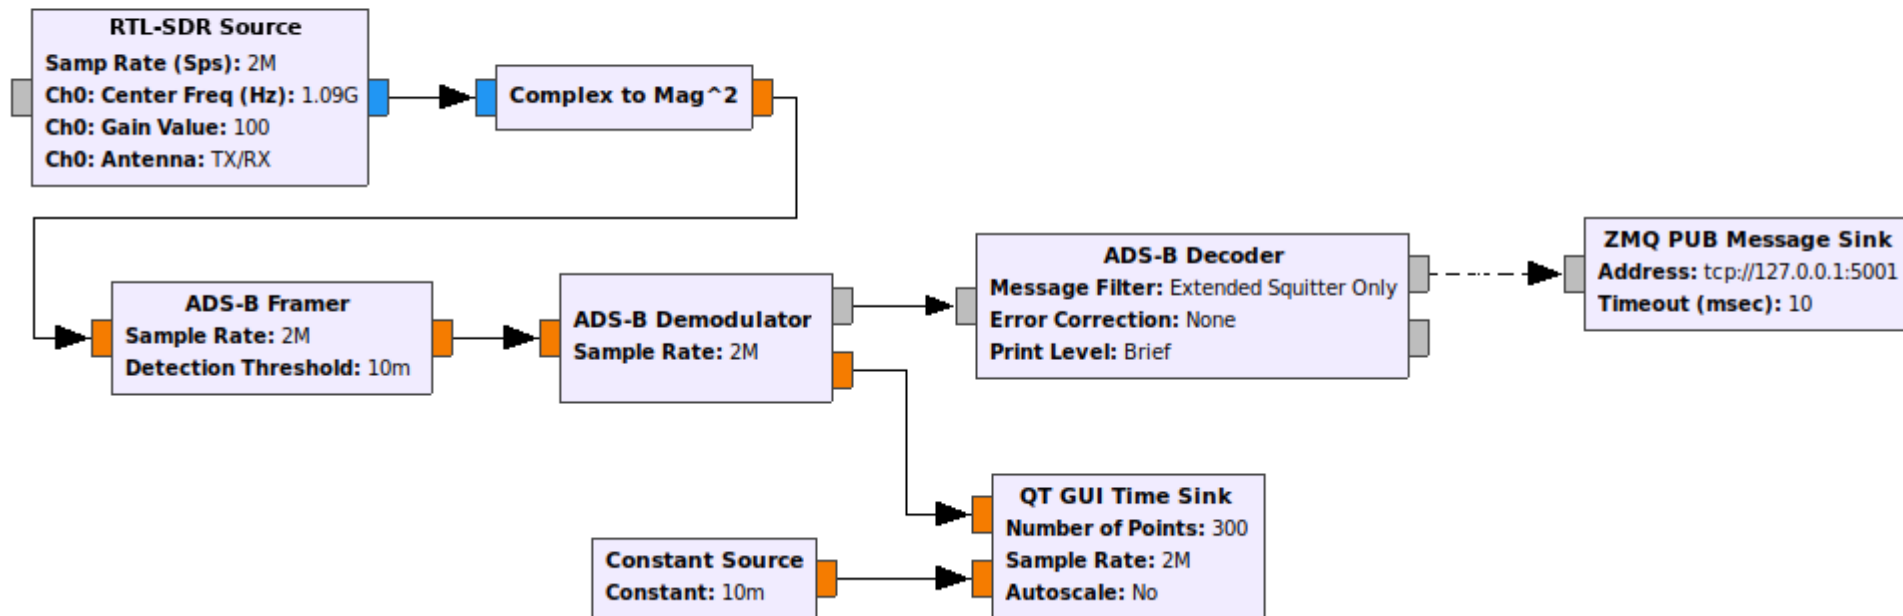 RTL-SDR Source
Samp Rate (Sps): 2M
Ch0: Center Freq (Hz): 1.09G
Ch0: Gain Value: 100
Ch0: Antenna: TX/RX
Complex to Mag^2
ADS-B Framer
Sample Rate: 2M
Detection Threshold: 10m
ADS-B Demodulator
Sample Rate: 2M
ADS-B Decoder
Message Filter: Extended Squitter Only
Error Correction: None
Print Level: Brief
ZMQ PUB Message Sink
Address: tcp://127.0.0.1:5001
Timeout (msec): 10
Constant Source
Constant: 10m
QT GUI Time Sink
Number of Points: 300
Sample Rate: 2M
Autoscale: No